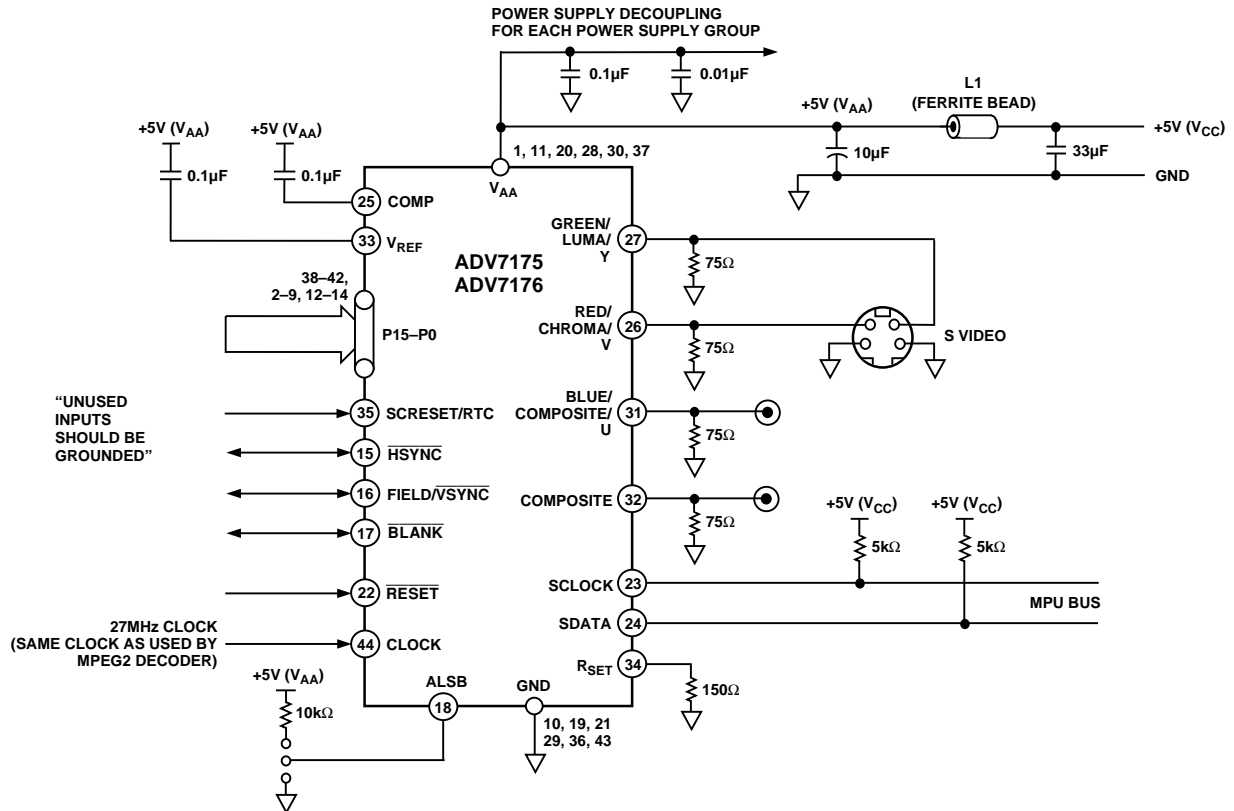 POWER SUPPLY DECOUPLING
FOR EACH POWER SUPPLY GROUP
0.1µF
0.01µF
L1
(FERRITE BEAD)
+5V (VAA)
+5V (VCC)
10µF
33µF
GND
+5V (VAA)
+5V (VAA)
0.1µF
0.1µF
1, 11, 20, 28, 30, 37
VAA
25
COMP
33
VREF
ADV7175
ADV7176
GREEN/
LUMA/
Y
27
75Ω
38–42,
2–9, 12–14
P15–P0
RED/
CHROMA/
V
26
75Ω
S VIDEO
"UNUSED
INPUTS
SHOULD BE
GROUNDED"
35
SCRESET/RTC
BLUE/
COMPOSITE/
U
31
75Ω
15
HSYNC
16
FIELD/VSYNC
COMPOSITE
32
75Ω
17
BLANK
+5V (VCC)
+5V (VCC)
5kΩ
5kΩ
22
RESET
SCLOCK
23
MPU BUS
SDATA
24
27MHz CLOCK
(SAME CLOCK AS USED BY
MPEG2 DECODER)
44
CLOCK
RSET
34
150Ω
+5V (VAA)
10kΩ
ALSB
18
GND
10, 19, 21
29, 36, 43